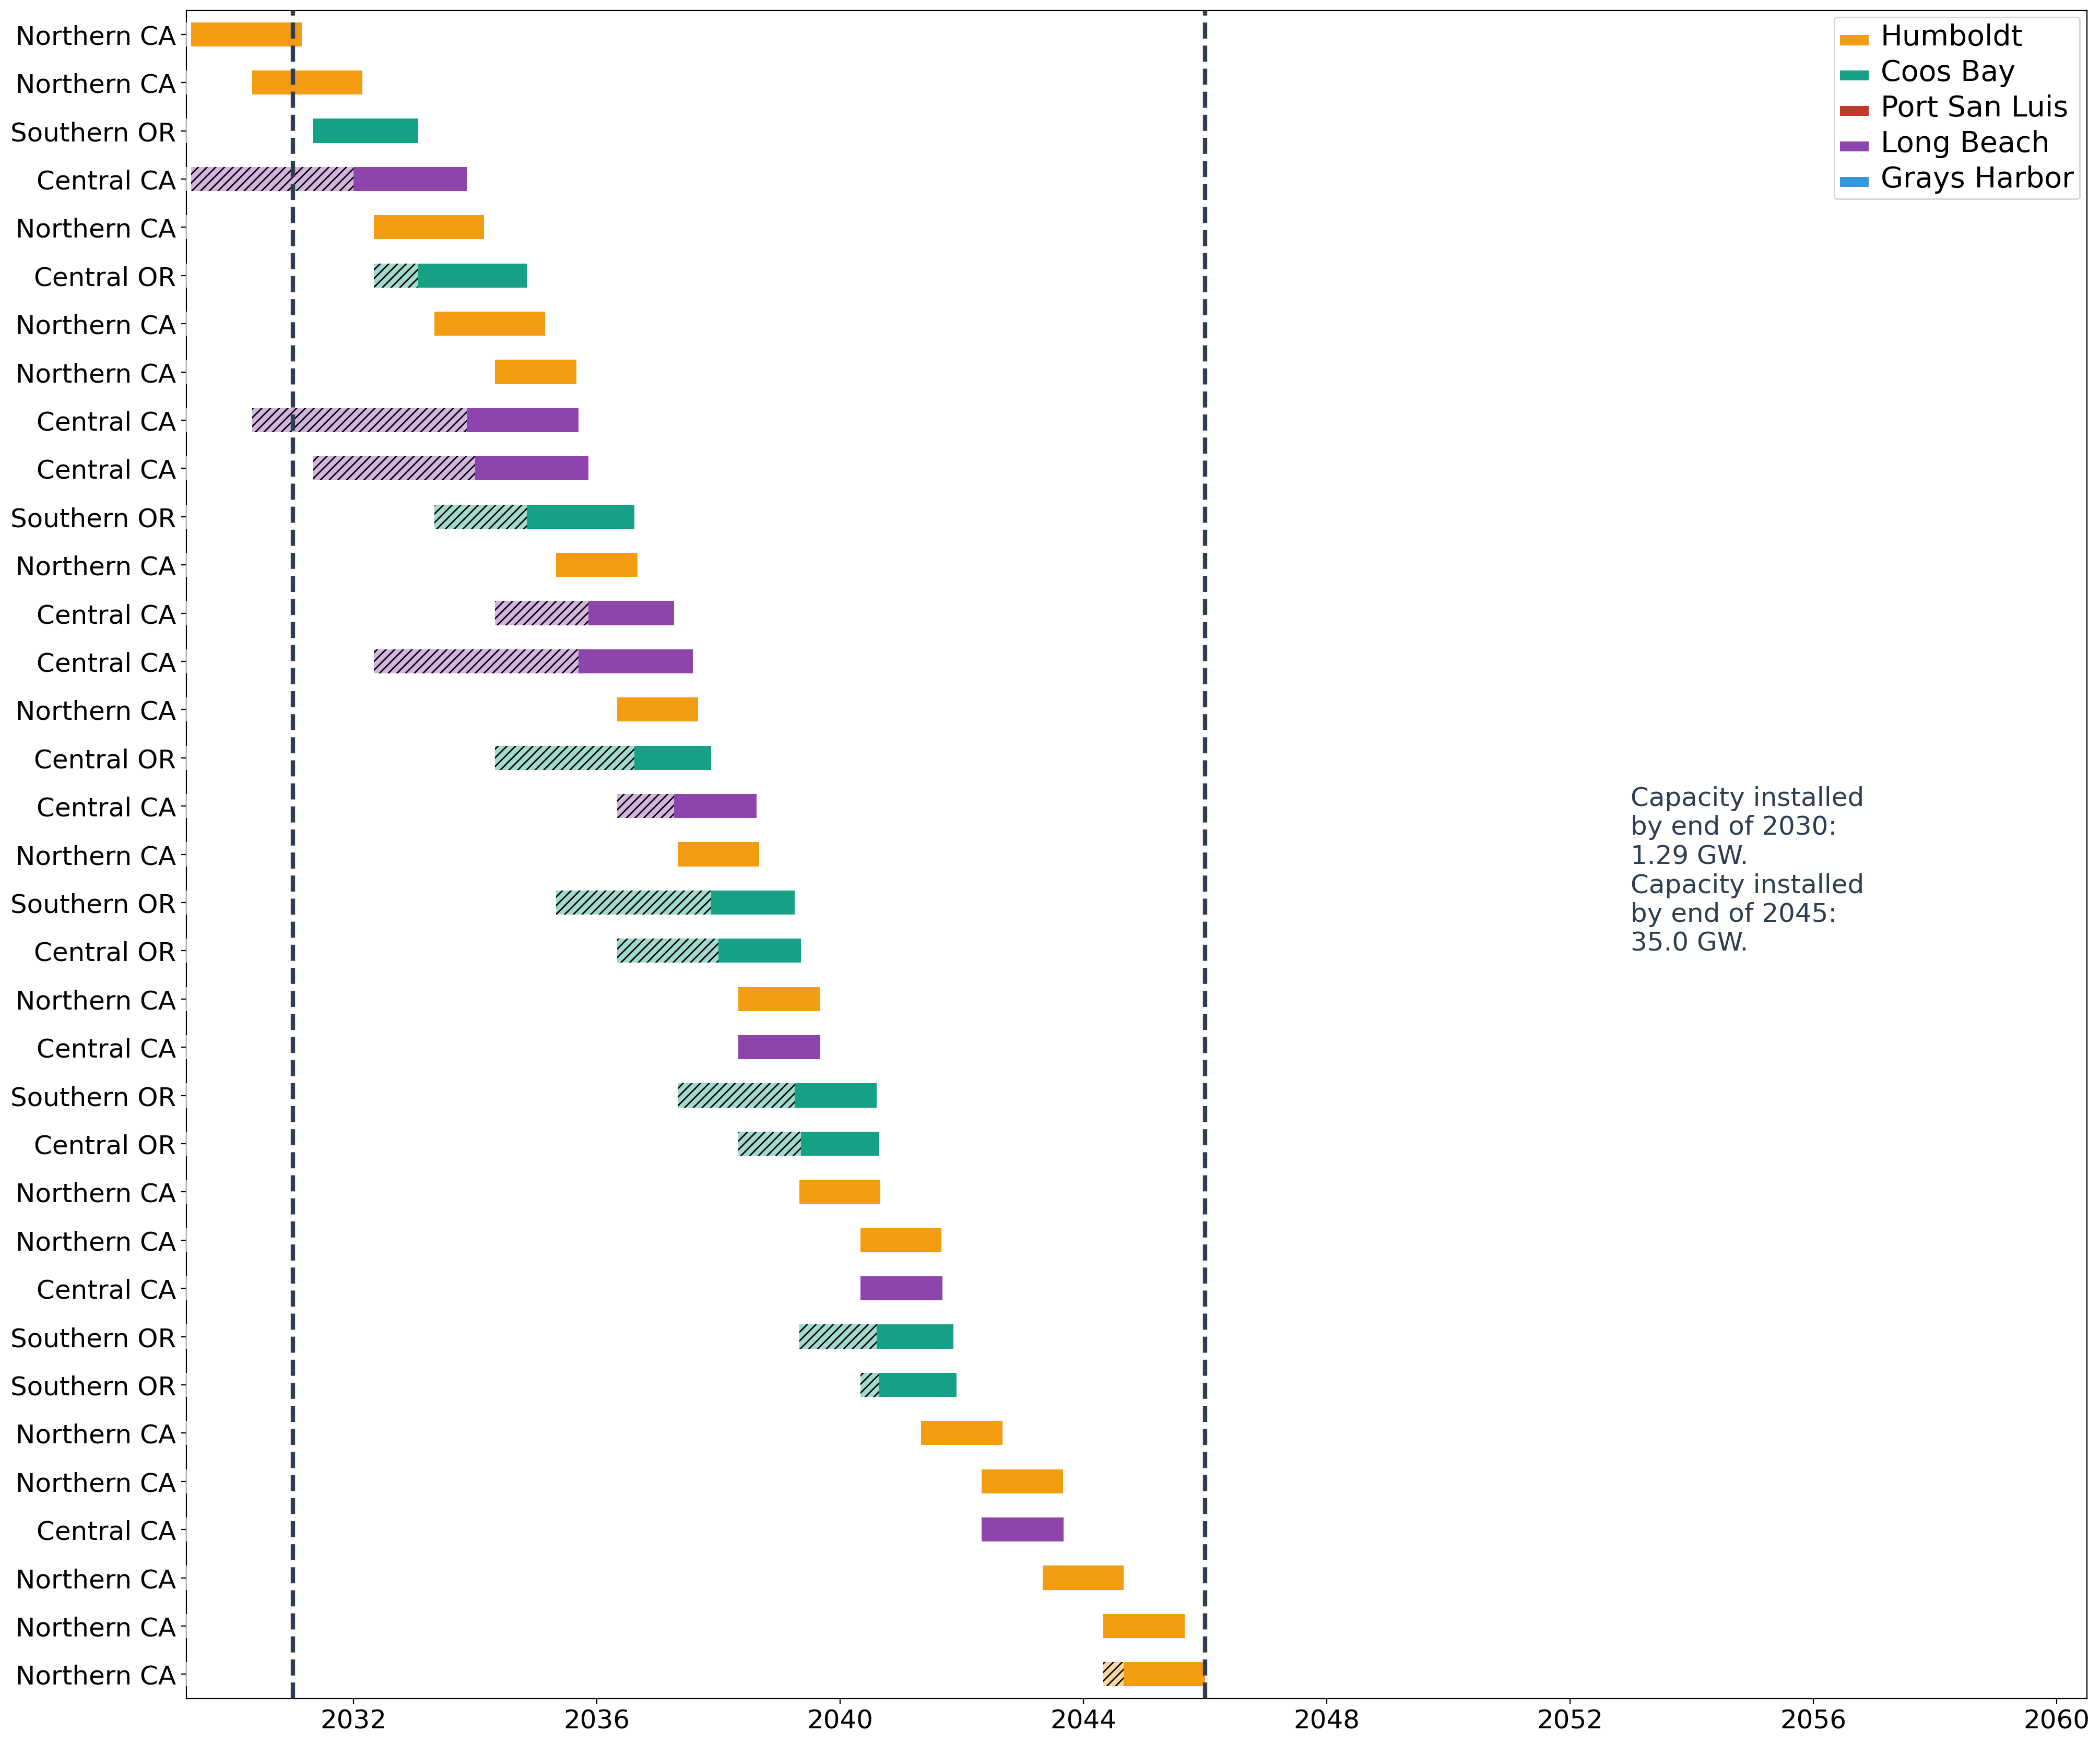 Northern CA
Northern CA
Southern OR
Central CA
Northern CA
Central OR
Northern CA
Northern CA
Central CA
Central CA
Southern OR
Northern CA
Central CA
Central CA
Northern CA
Central OR
Central CA
Northern CA
Southern OR
Central OR
Northern CA
Central CA
Southern OR
Central OR
Northern CA
Northern CA
Central CA
Southern OR
Southern OR
Northern CA
Northern CA
Central CA
Northern CA
Northern CA
Northern CA
Humboldt
Coos Bay
Port San Luis
Long Beach
Grays Harbor
Capacity installed
by end of 2030:
1.29 GW.
Capacity installed
by end of 2045:
35.0 GW.
2032 2036 2040 2044 2048 2052 2056 2060